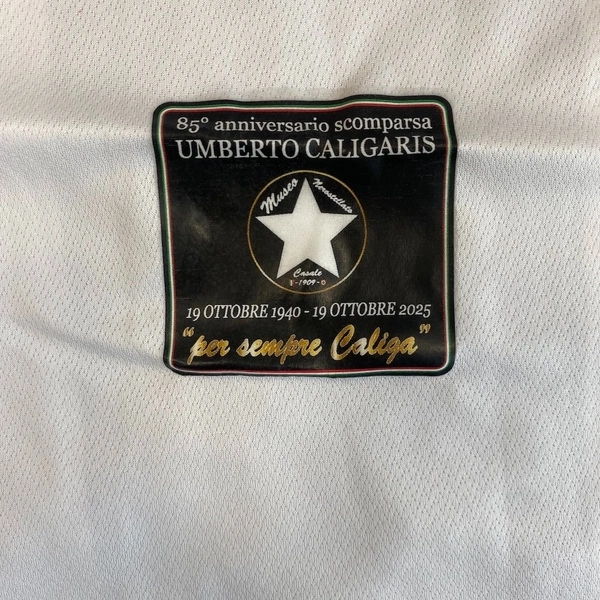 85° anniversario scomparsa
UMBERTO CALIGARIS
Museo Nerostellato
Casale
-1909-
19 OTTOBRE 1940 - 19 OTTOBRE 2025
"per sempre Caliga"